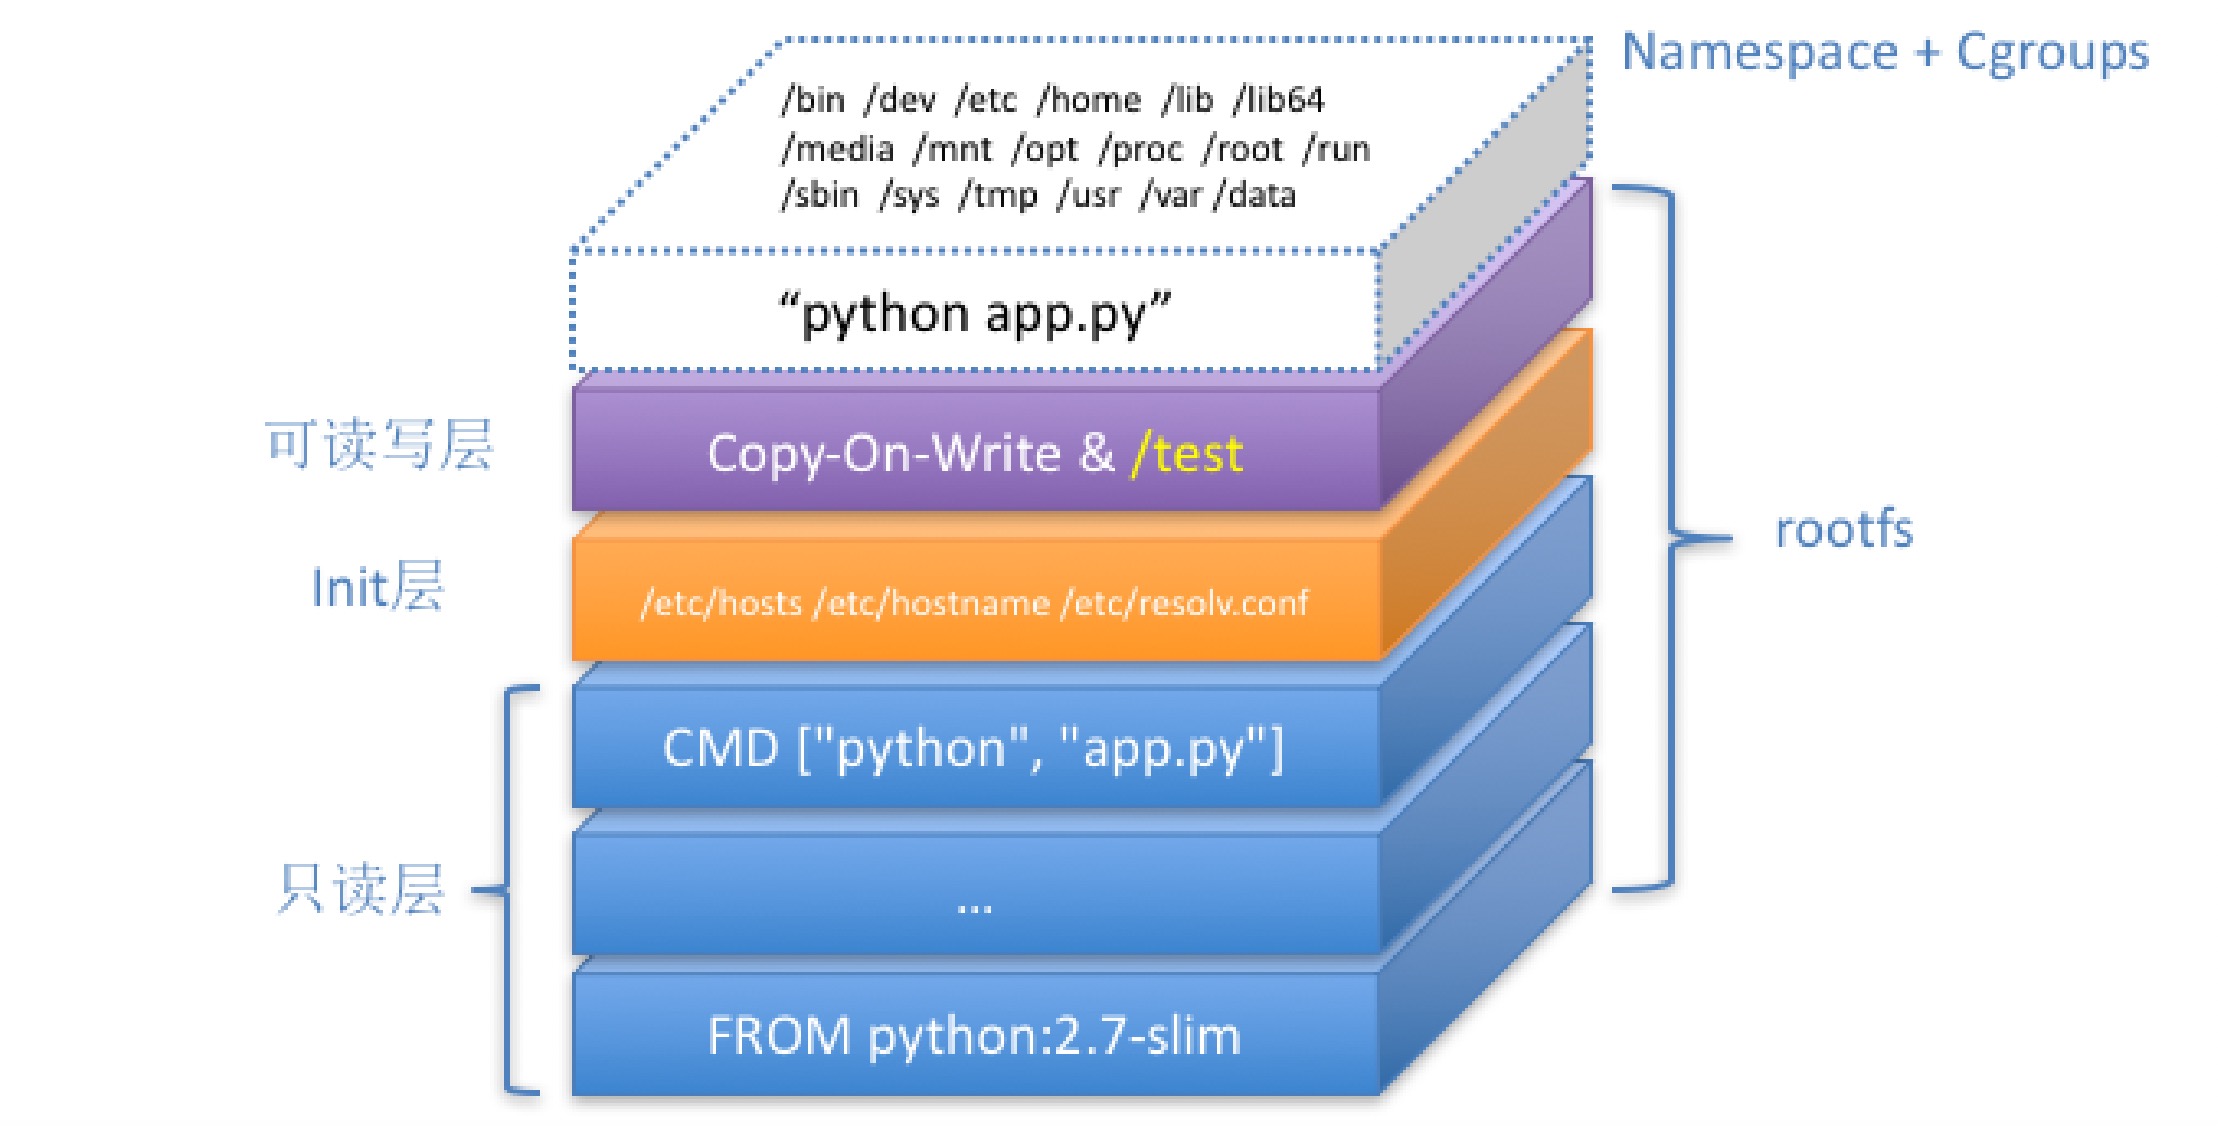 Namespace + Cgroups
/bin /dev /etc /home /lib /lib64
/media /mnt /opt /proc /root /run
/sbin /sys /tmp /usr /var /data
“python app.py”
可读写层
Copy-On-Write & /test
rootfs
Init层
/etc/hosts /etc/hostname /etc/resolv.conf
CMD ["python", "app.py"]
只读层
...
FROM python:2.7-slim